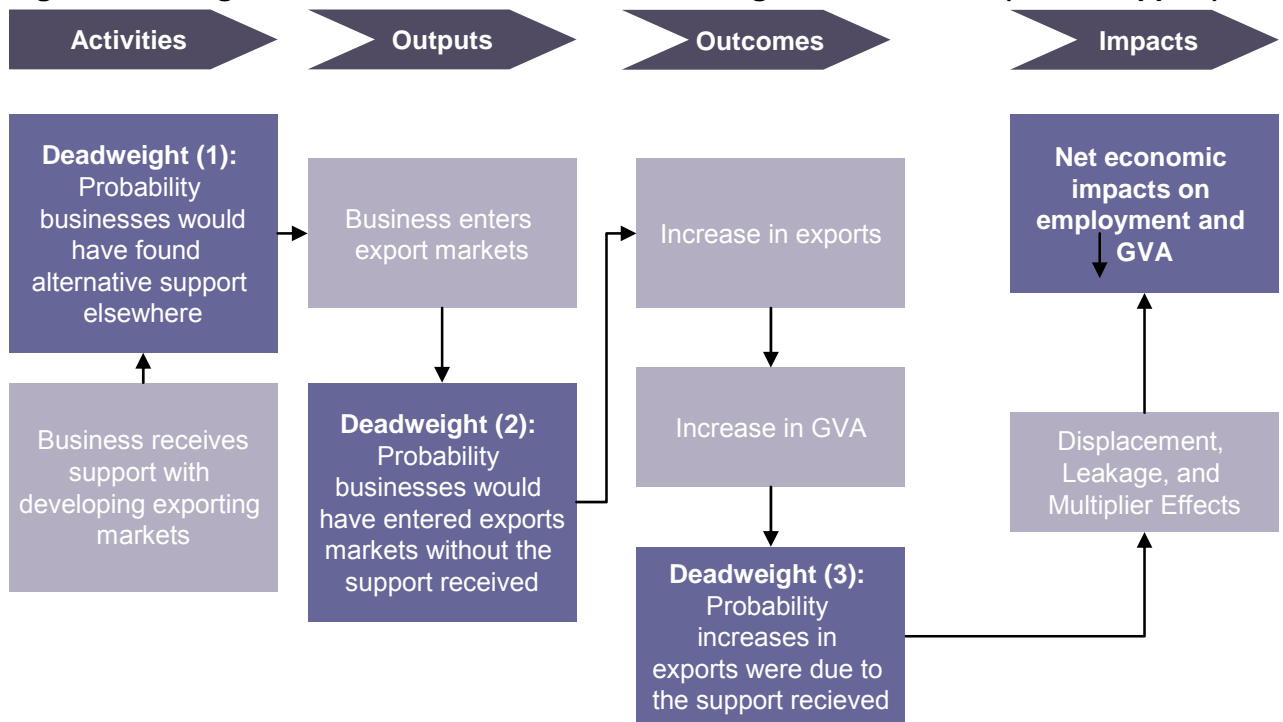 Activities
Outputs
Outcomes
Impacts
Deadweight (1):
Probability
businesses would
have found
alternative support
elsewhere
Business receives
support with
developing exporting
markets
Business enters
export markets
Deadweight (2):
Probability
businesses would
have entered exports
markets without the
support received
Increase in exports
Increase in GVA
Deadweight (3):
Probability
increases in
exports were due to
the support recieved
Net economic
impacts on
employment and
GVA
Displacement,
Leakage, and
Multiplier Effects